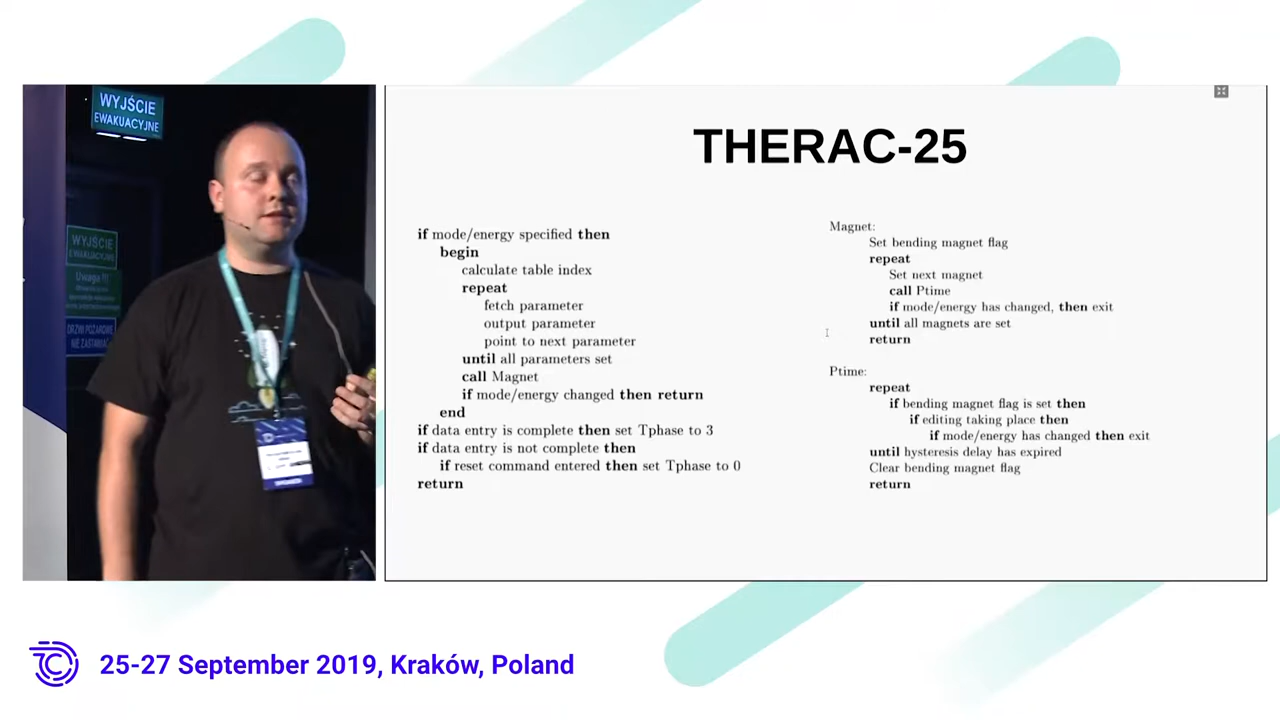 WYJŚCIE
EWAKUACYJNE
WYJŚCIE
EWAKUACYJNE
Uwaga !!!
DRZWI POŻAROWE
NIE ZASTAWIAĆ
THERAC-25
if mode/energy specified then
begin
calculate table index
repeat
fetch parameter
output parameter
point to next parameter
until all parameters set
call Magnet
if mode/energy changed then return
end
if data entry is complete then set Tphase to 3
if data entry is not complete then
if reset command entered then set Tphase to 0
return
Magnet:
Set bending magnet flag
repeat
Set next magnet
call Ptime
if mode/energy has changed, then exit
until all magnets are set
return
Ptime:
repeat
if bending magnet flag is set then
if editing taking place then
if mode/energy has changed then exit
until hysteresis delay has expired
Clear bending magnet flag
return
SPEAKER
25-27 September 2019, Kraków, Poland